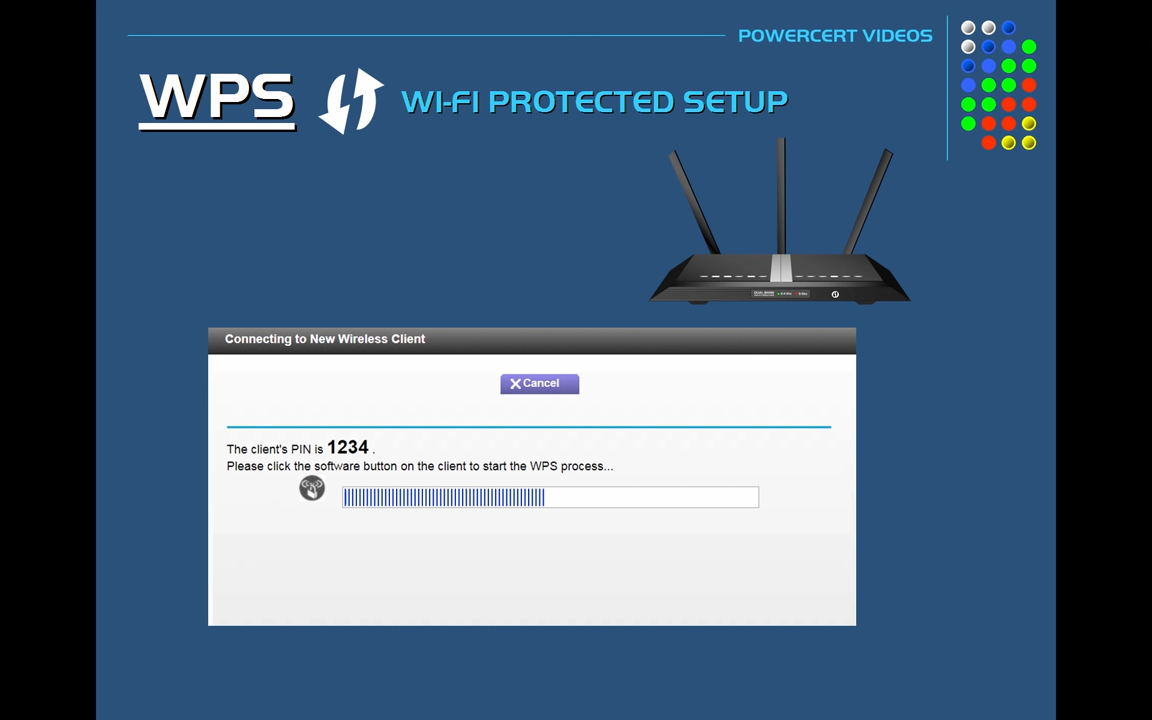 POWERCERT VIDEOS
WPS WI-FI PROTECTED SETUP
Connecting to New Wireless Client
Cancel
The client's PIN is 1234 .
Please click the software button on the client to start the WPS process...